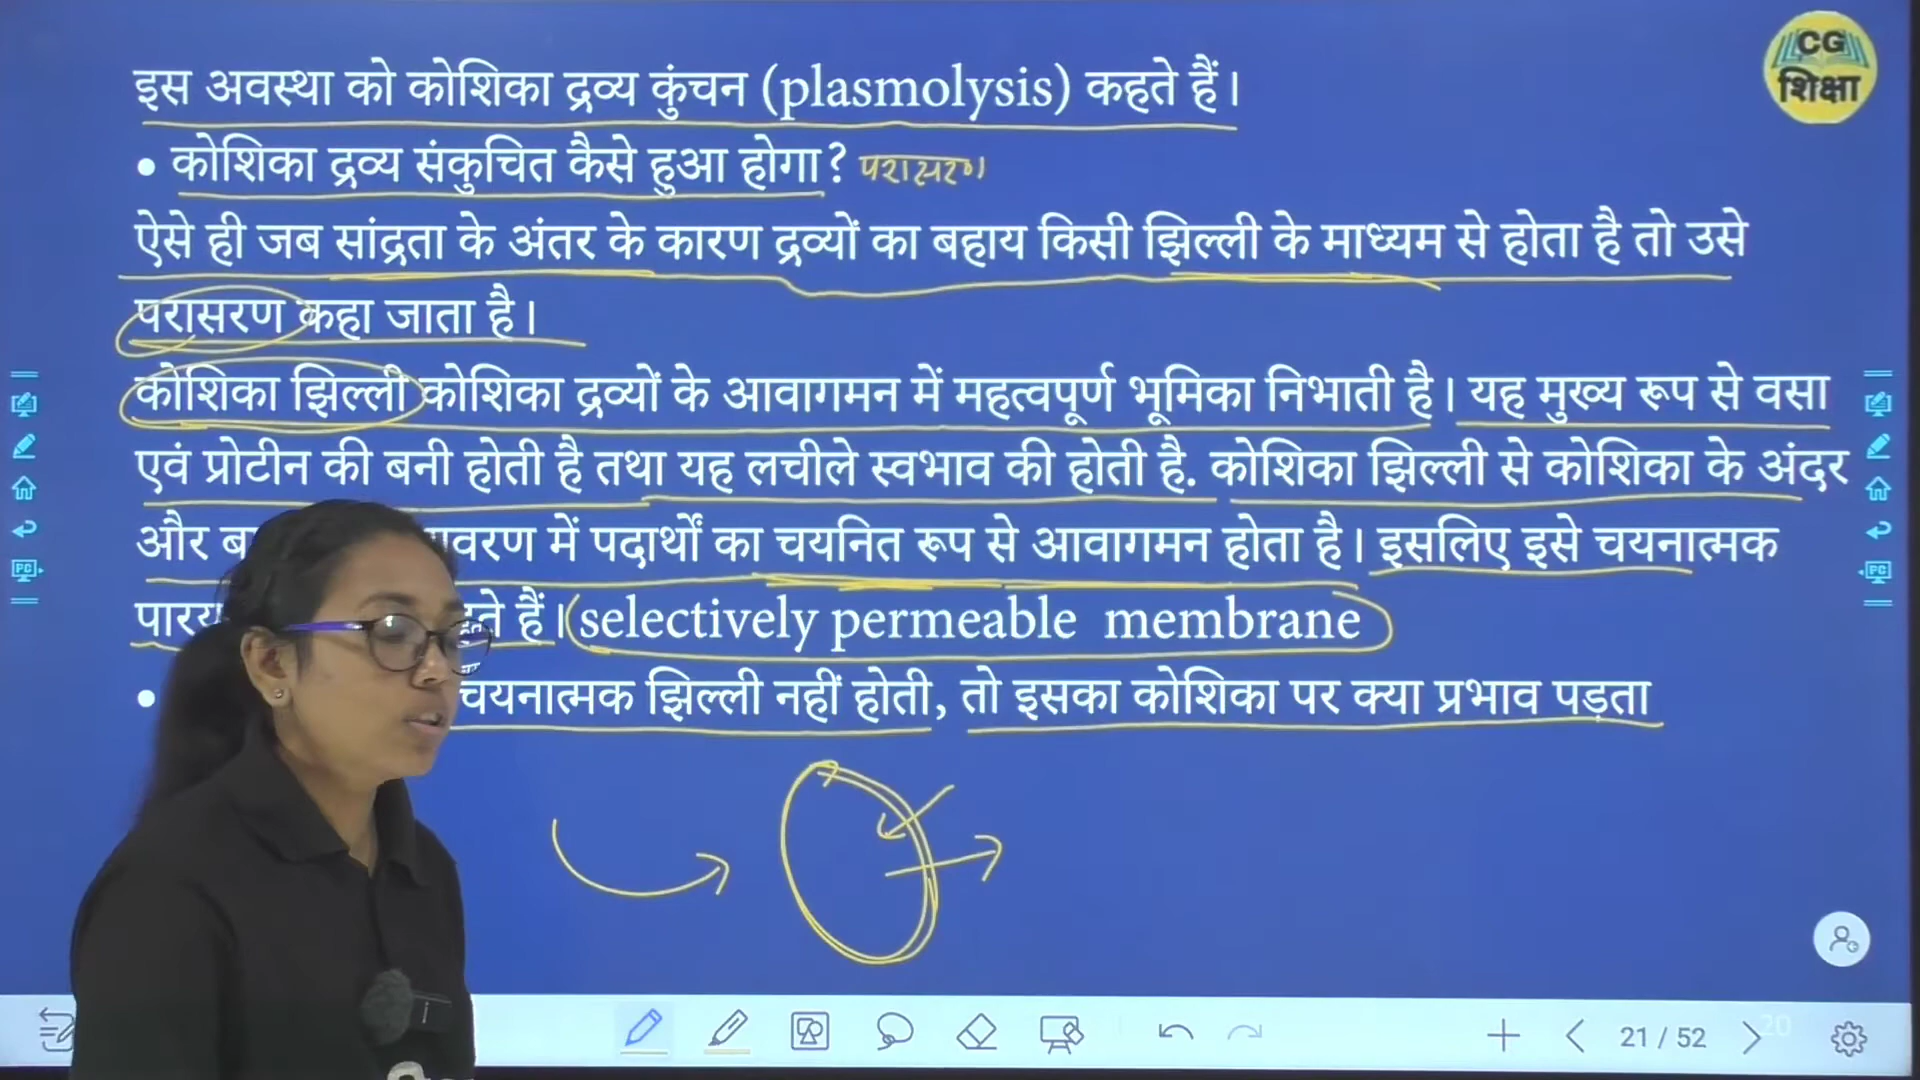 इस अवस्था को कोशिका द्रव्य कुंचन (plasmolysis) कहते हैं।
• कोशिका द्रव्य संकुचित कैसे हुआ होगा? परासरण
ऐसे ही जब सांद्रता के अंतर के कारण द्रव्यों का बहाय किसी झिल्ली के माध्यम से होता है तो उसे
परासरण कहा जाता है।
कोशिका झिल्ली कोशिका द्रव्यों के आवागमन में महत्वपूर्ण भूमिका निभाती है। यह मुख्य रूप से वसा
एवं प्रोटीन की बनी होती है तथा यह लचीले स्वभाव की होती है. कोशिका झिल्ली से कोशिका के अंदर
और में पदार्थों का चयनित रूप से आवागमन होता है। इसलिए इसे चयनात्मक
हैं। selectively permeable membrane
• चयनात्मक झिल्ली नहीं होती, तो इसका कोशिका पर क्या प्रभाव पड़ता
CG
शिक्षा
PC
PC
21 / 52
20